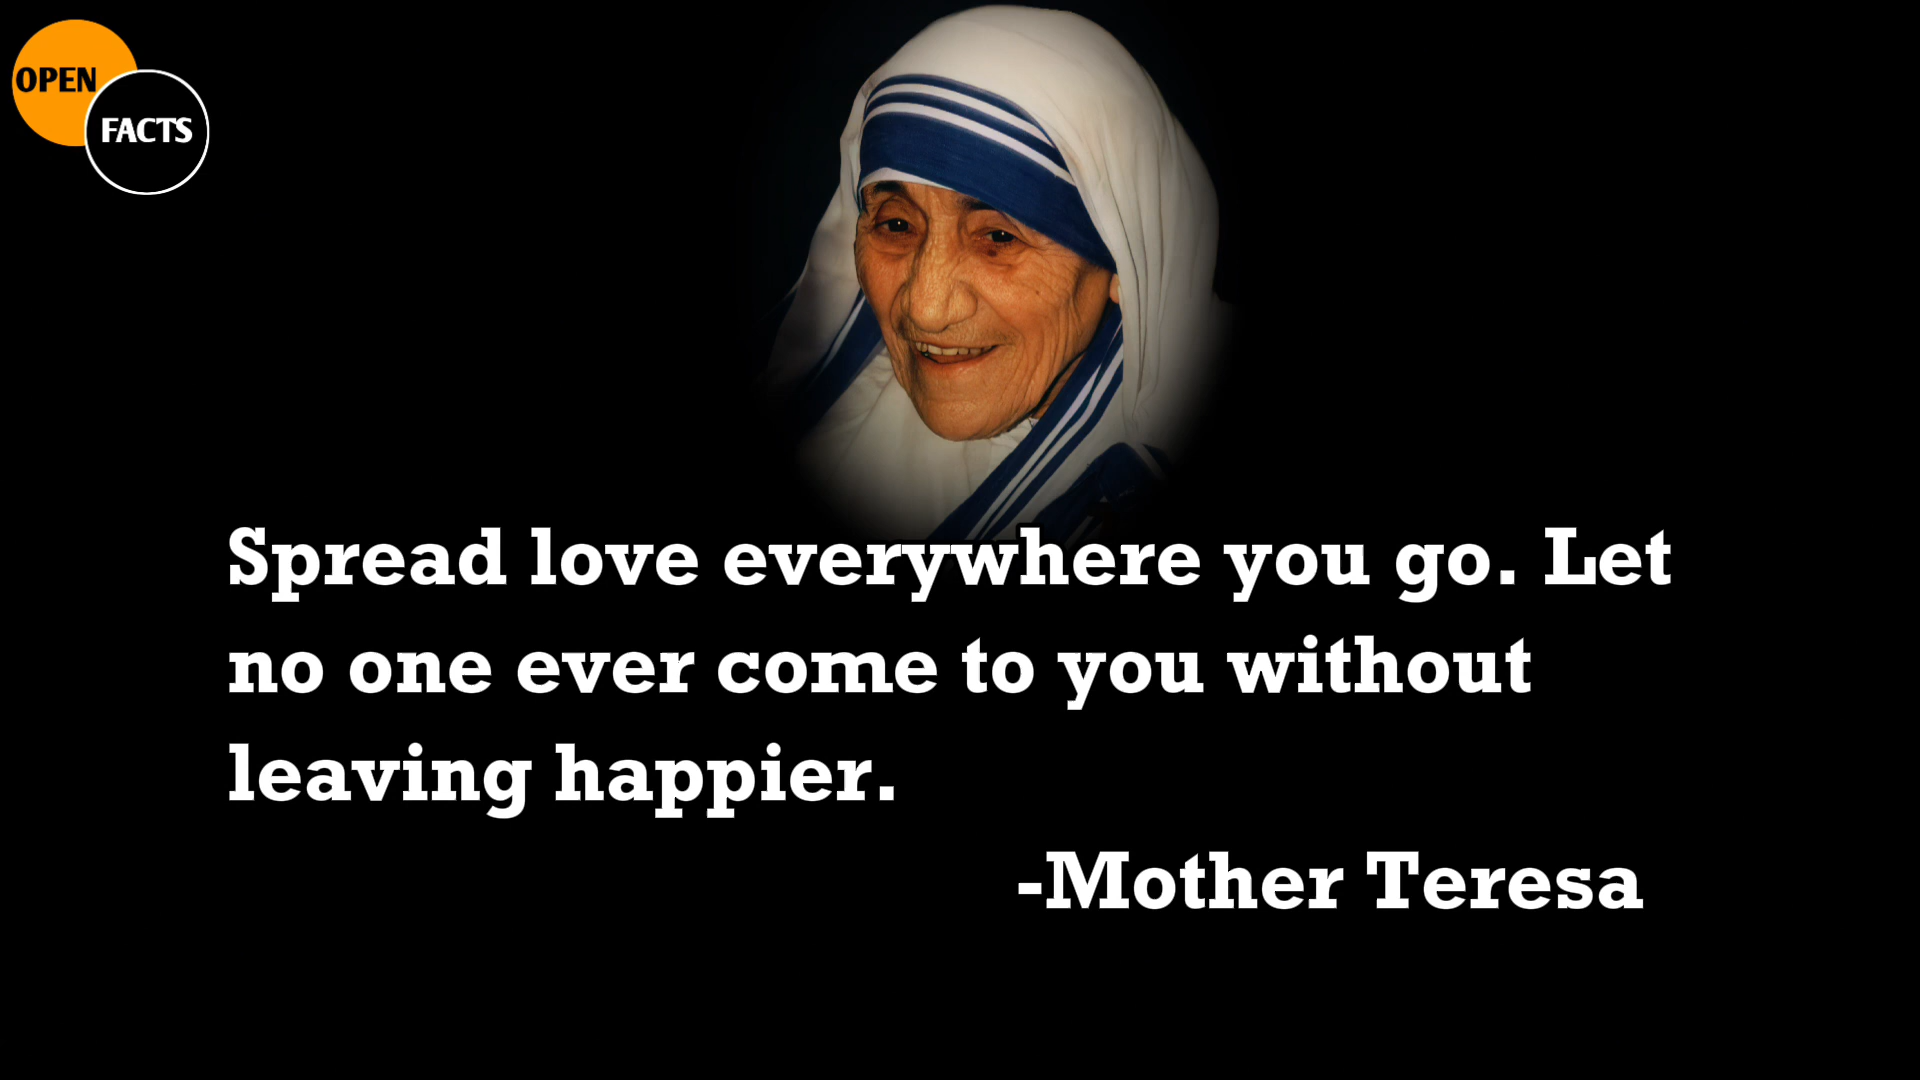 OPEN
FACTS
Spread love everywhere you go. Let
no one ever come to you without
leaving happier.
-Mother Teresa